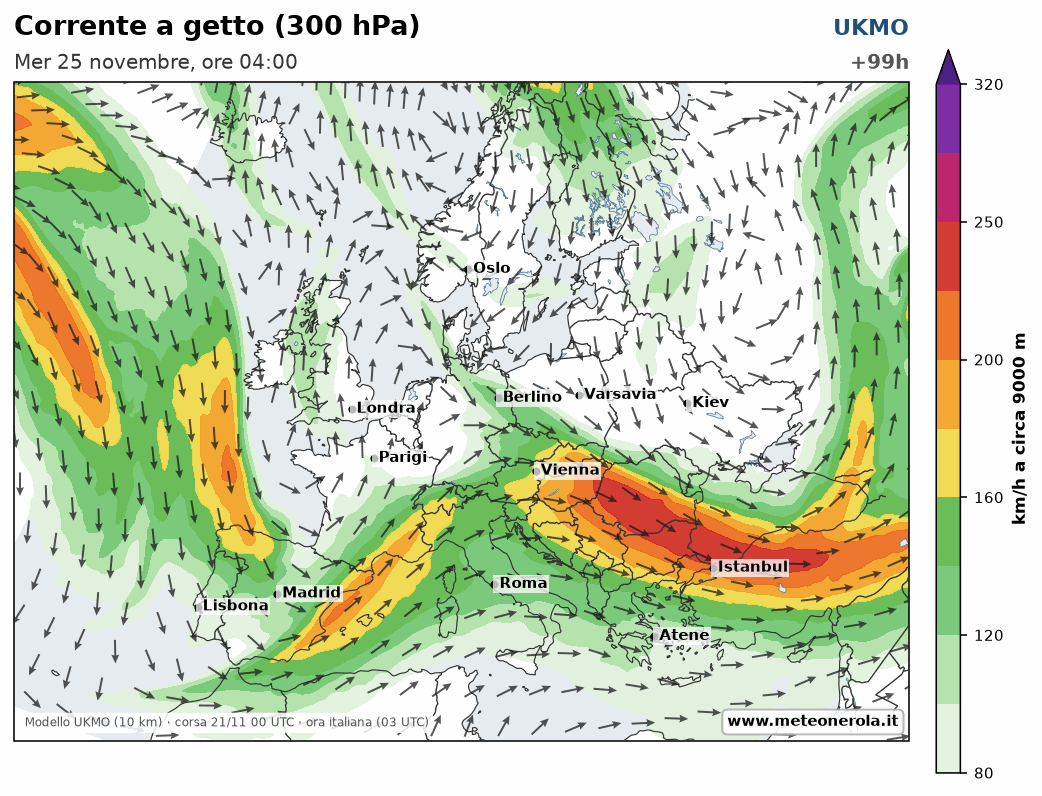 Corrente a getto (300 hPa)
UKMO
Mer 25 novembre, ore 04:00
+99h
320
250
200
160
120
80
km/h a circa 9000 m
Oslo
Berlino
Varsavia
Kiev
Londra
Parigi
Vienna
Istanbul
Roma
Madrid
Lisbona
Atene
Modello UKMO (10 km) · corsa 21/11 00 UTC · ora italiana (03 UTC)
www.meteonerola.it